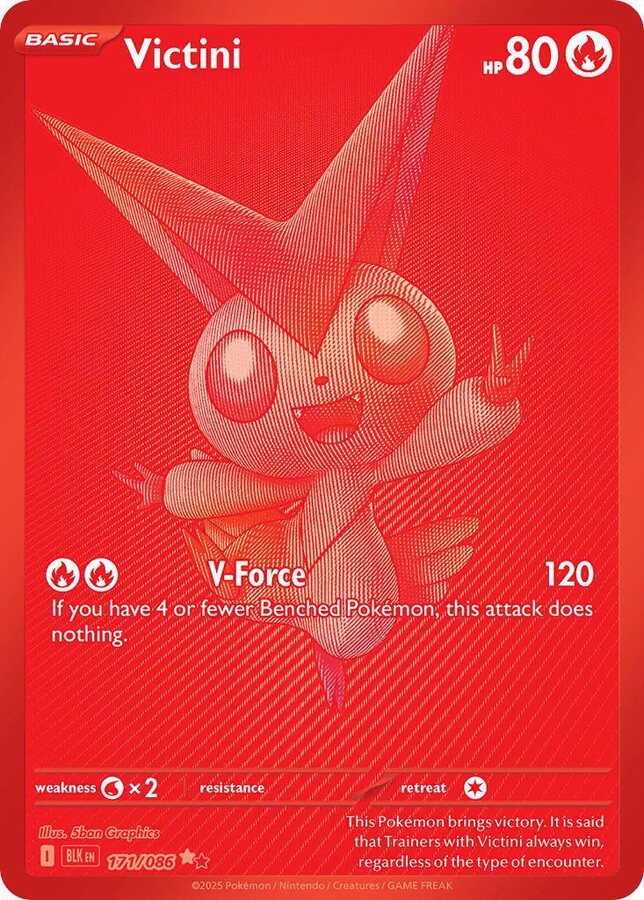 BASIC Victini HP 80
V-Force 120
If you have 4 or fewer Benched Pokémon, this attack does
nothing.
weakness × 2 resistance retreat
Illus. 5ban Graphics
This Pokémon brings victory. It is said
that Trainers with Victini always win,
regardless of the type of encounter.
I BLK EN 171/086
©2025 Pokémon / Nintendo / Creatures / GAME FREAK